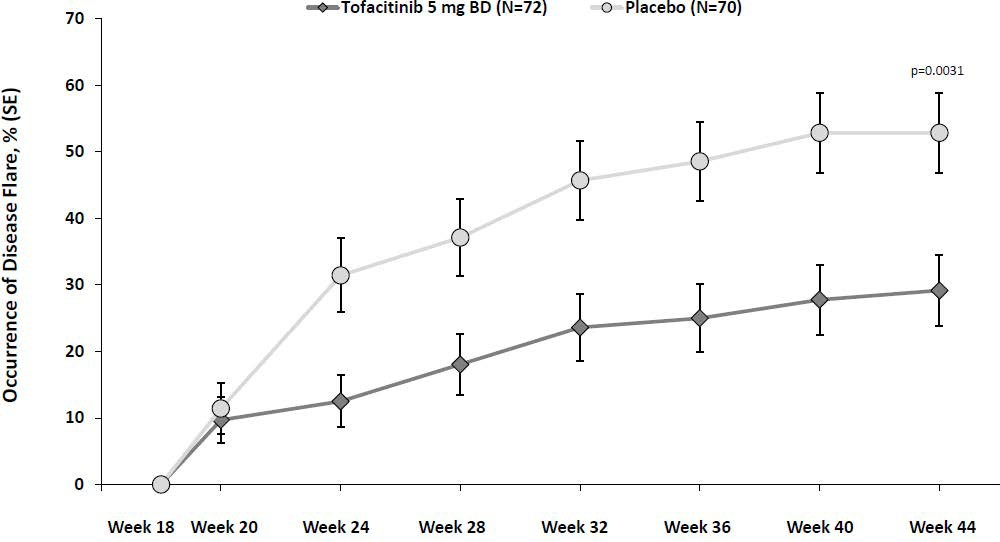 Tofacitinib 5 mg BD (N=72) Placebo (N=70)
Occurrence of Disease Flare, % (SE)
70
60
50
40
30
20
10
0
p=0.0031
Week 18 Week 20 Week 24 Week 28 Week 32 Week 36 Week 40 Week 44